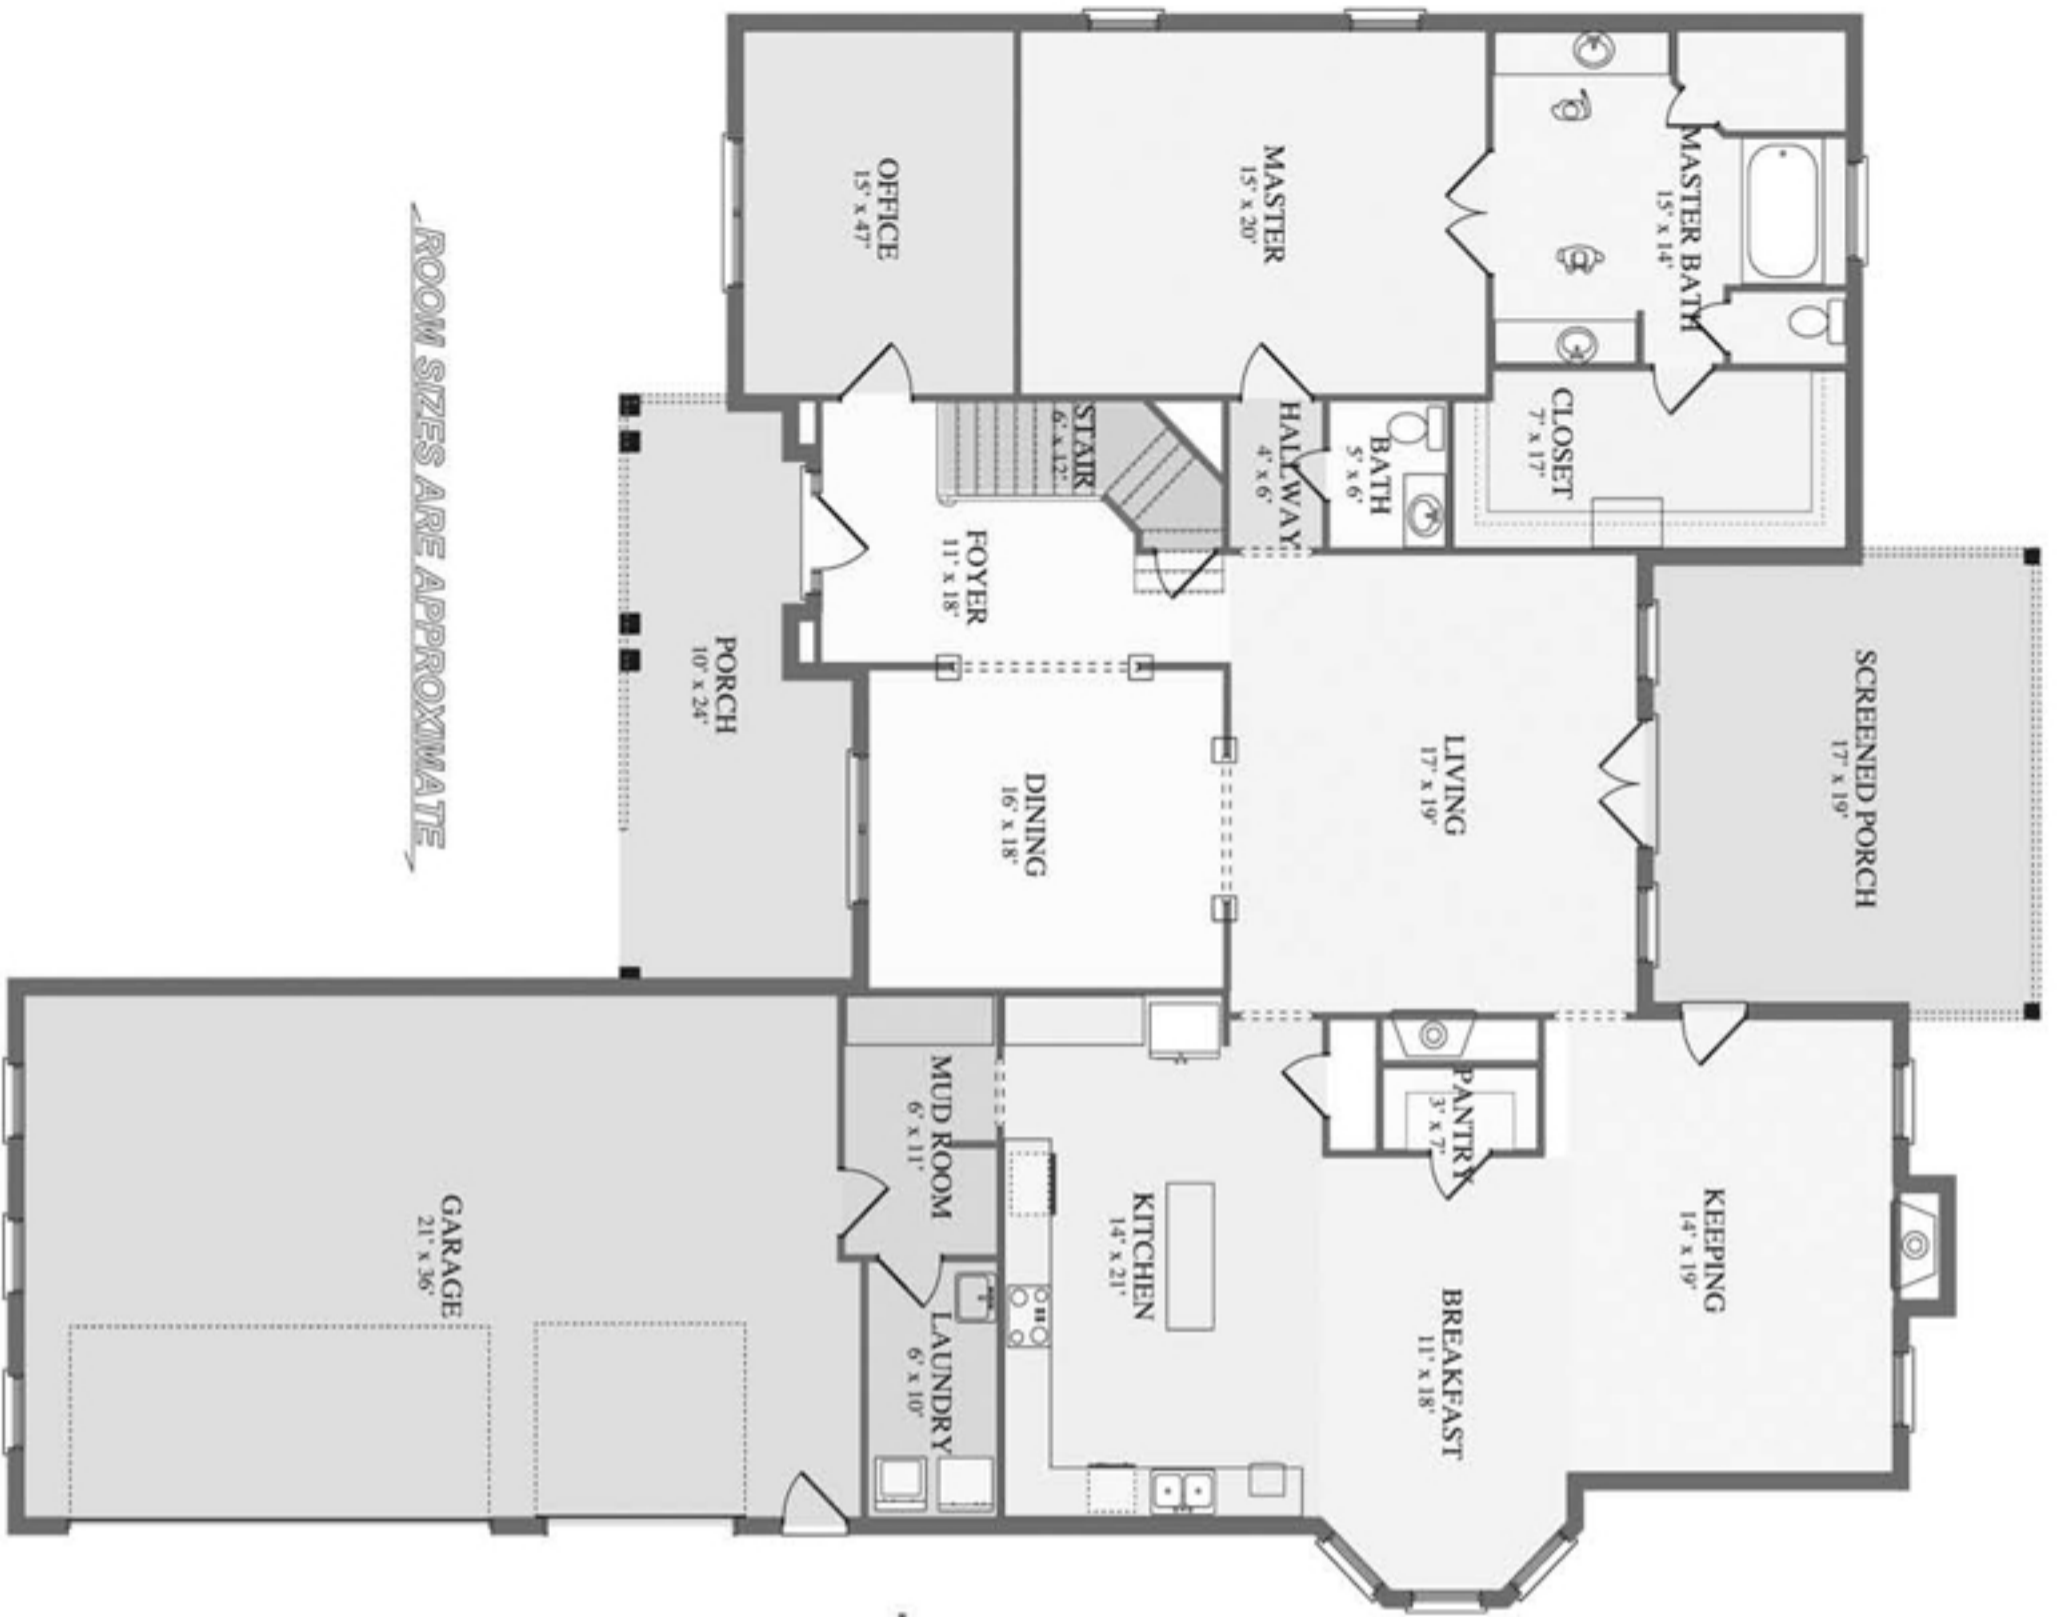 MASTER BATH
15' x 14'
OFFICE
15' x 47'
MASTER
15' x 20'
CLOSET
7' x 17'
STAIR
6' x 12'
HALLWAY
4' x 6'
BATH
5' x 6'
FOYER
11' x 18'
PORCH
10' x 24'
DINING
16' x 18'
LIVING
17' x 19'
SCREENED PORCH
17' x 19'
MUD ROOM
6' x 11'
PANTRY
3' x 7'
KITCHEN
14' x 21'
KEEPING
14' x 19'
BREAKFAST
11' x 18'
GARAGE
21' x 36'
LAUNDRY
6' x 10'
ROOM SIZES ARE APPROXIMATE